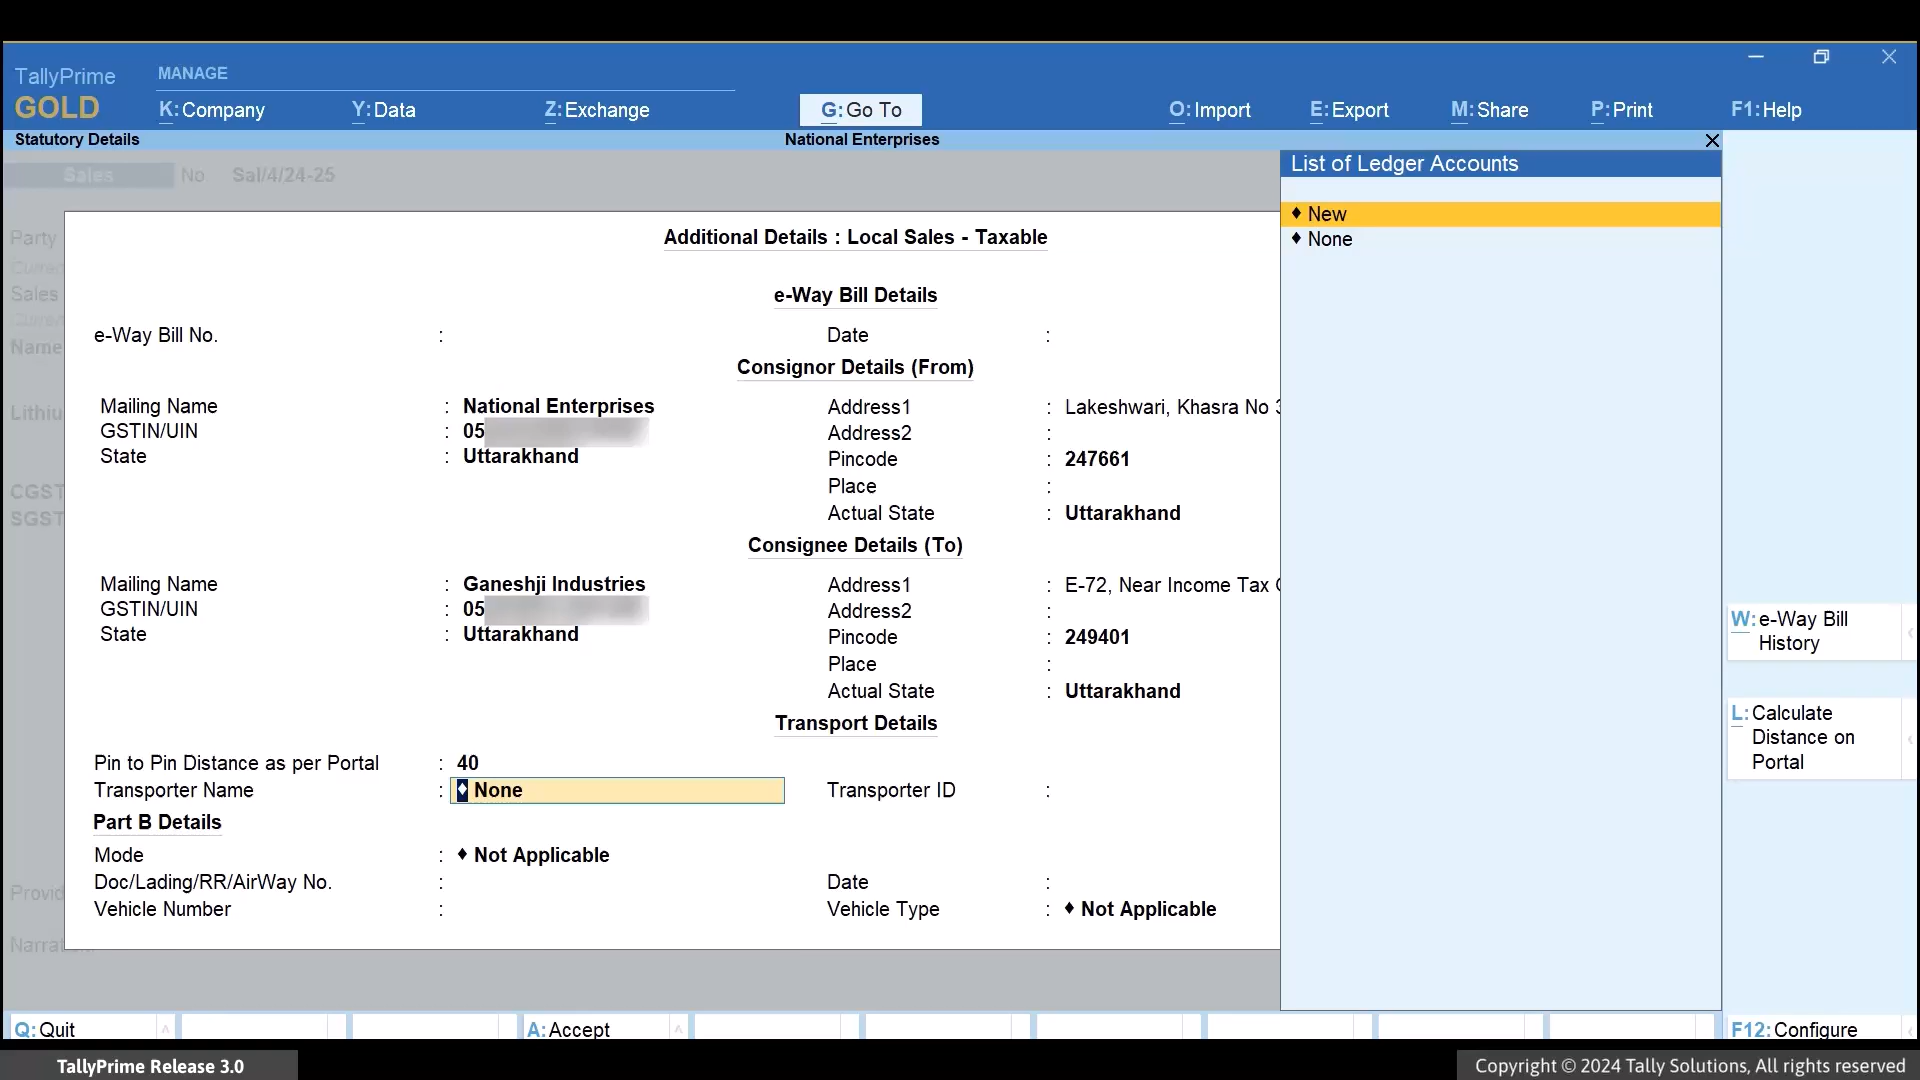 TallyPrime
GOLD
MANAGE
K: Company
Y: Data
Z: Exchange
G: Go To
O: Import
E: Export
M: Share
P: Print
F1: Help
Statutory Details
National Enterprises
Sales No Sal/4/24-25
Party
Sales
Name
Lithiu
CGST
SGST
Provid
Narrat
Additional Details : Local Sales - Taxable
e-Way Bill Details
e-Way Bill No. :
Date :
Consignor Details (From)
Mailing Name : National Enterprises
GSTIN/UIN : 05
State : Uttarakhand
Address1 : Lakeshwari, Khasra No
Address2 :
Pincode : 247661
Place :
Actual State : Uttarakhand
Consignee Details (To)
Mailing Name : Ganeshji Industries
GSTIN/UIN : 05
State : Uttarakhand
Address1 : E-72, Near Income Tax
Address2 :
Pincode : 249401
Place :
Actual State : Uttarakhand
Transport Details
Pin to Pin Distance as per Portal : 40
Transporter Name : ♦ None
Transporter ID :
Part B Details
Mode : ♦ Not Applicable
Doc/Lading/RR/AirWay No. :
Date :
Vehicle Number :
Vehicle Type : ♦ Not Applicable
List of Ledger Accounts
♦ New
♦ None
W: e-Way Bill
History
L: Calculate
Distance on
Portal
Q: Quit
A: Accept
F12: Configure
TallyPrime Release 3.0
Copyright © 2024 Tally Solutions, All rights reserved